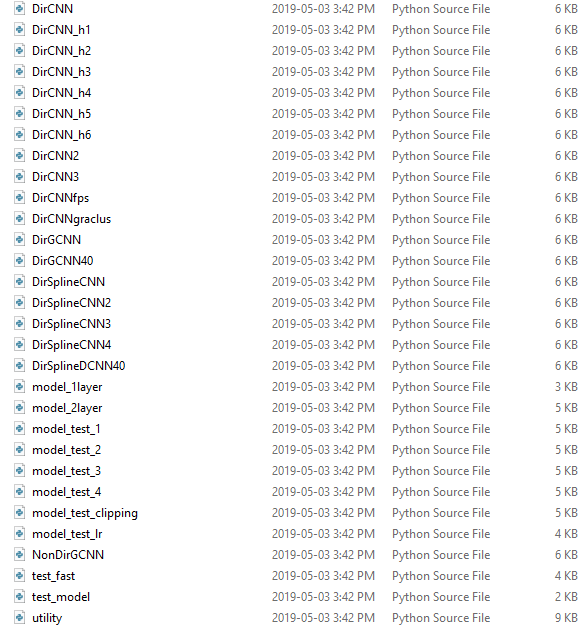 DirCNN 2019-05-03 3:42 PM Python Source File 6 KB
DirCNN_h1 2019-05-03 3:42 PM Python Source File 6 KB
DirCNN_h2 2019-05-03 3:42 PM Python Source File 6 KB
DirCNN_h3 2019-05-03 3:42 PM Python Source File 6 KB
DirCNN_h4 2019-05-03 3:42 PM Python Source File 6 KB
DirCNN_h5 2019-05-03 3:42 PM Python Source File 6 KB
DirCNN_h6 2019-05-03 3:42 PM Python Source File 6 KB
DirCNN2 2019-05-03 3:42 PM Python Source File 6 KB
DirCNN3 2019-05-03 3:42 PM Python Source File 6 KB
DirCNNfps 2019-05-03 3:42 PM Python Source File 6 KB
DirCNNgraclus 2019-05-03 3:42 PM Python Source File 6 KB
DirGCNN 2019-05-03 3:42 PM Python Source File 6 KB
DirGCNN40 2019-05-03 3:42 PM Python Source File 6 KB
DirSplineCNN 2019-05-03 3:42 PM Python Source File 6 KB
DirSplineCNN2 2019-05-03 3:42 PM Python Source File 6 KB
DirSplineCNN3 2019-05-03 3:42 PM Python Source File 6 KB
DirSplineCNN4 2019-05-03 3:42 PM Python Source File 6 KB
DirSplineDCNN40 2019-05-03 3:42 PM Python Source File 6 KB
model_1layer 2019-05-03 3:42 PM Python Source File 3 KB
model_2layer 2019-05-03 3:42 PM Python Source File 5 KB
model_test_1 2019-05-03 3:42 PM Python Source File 5 KB
model_test_2 2019-05-03 3:42 PM Python Source File 5 KB
model_test_3 2019-05-03 3:42 PM Python Source File 5 KB
model_test_4 2019-05-03 3:42 PM Python Source File 5 KB
model_test_clipping 2019-05-03 3:42 PM Python Source File 5 KB
model_test_lr 2019-05-03 3:42 PM Python Source File 4 KB
NonDirGCNN 2019-05-03 3:42 PM Python Source File 6 KB
test_fast 2019-05-03 3:42 PM Python Source File 4 KB
test_model 2019-05-03 3:42 PM Python Source File 2 KB
utility 2019-05-03 3:42 PM Python Source File 9 KB